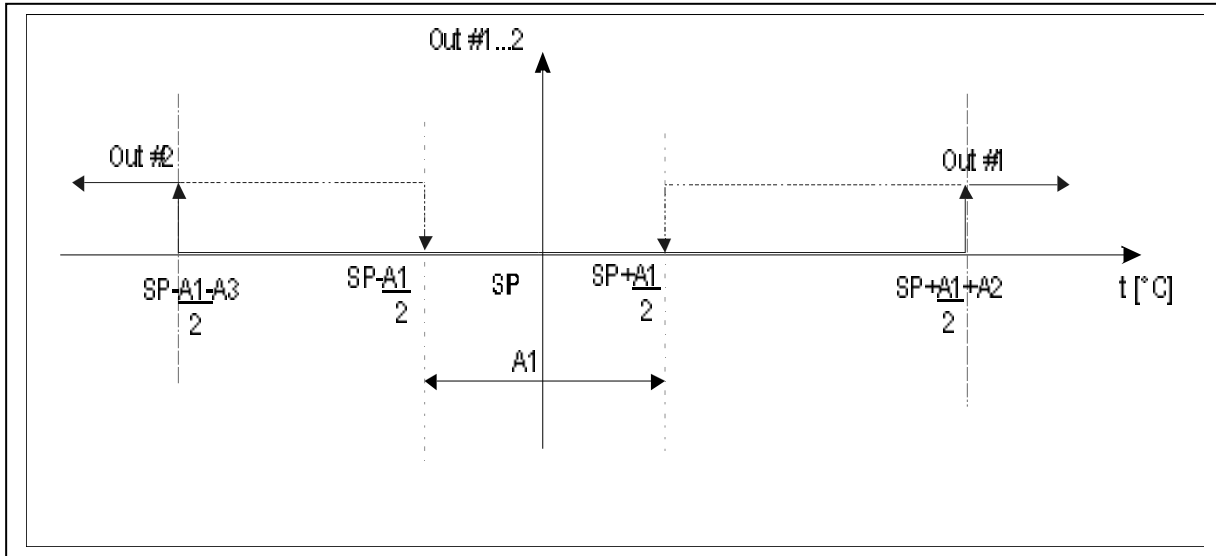 Out #1...2
Out #2
Out #1
SP-A1-A3
2
SP-A1
2
SP
SP+A1
2
SP+A1+A2
2
t [°C]
A1